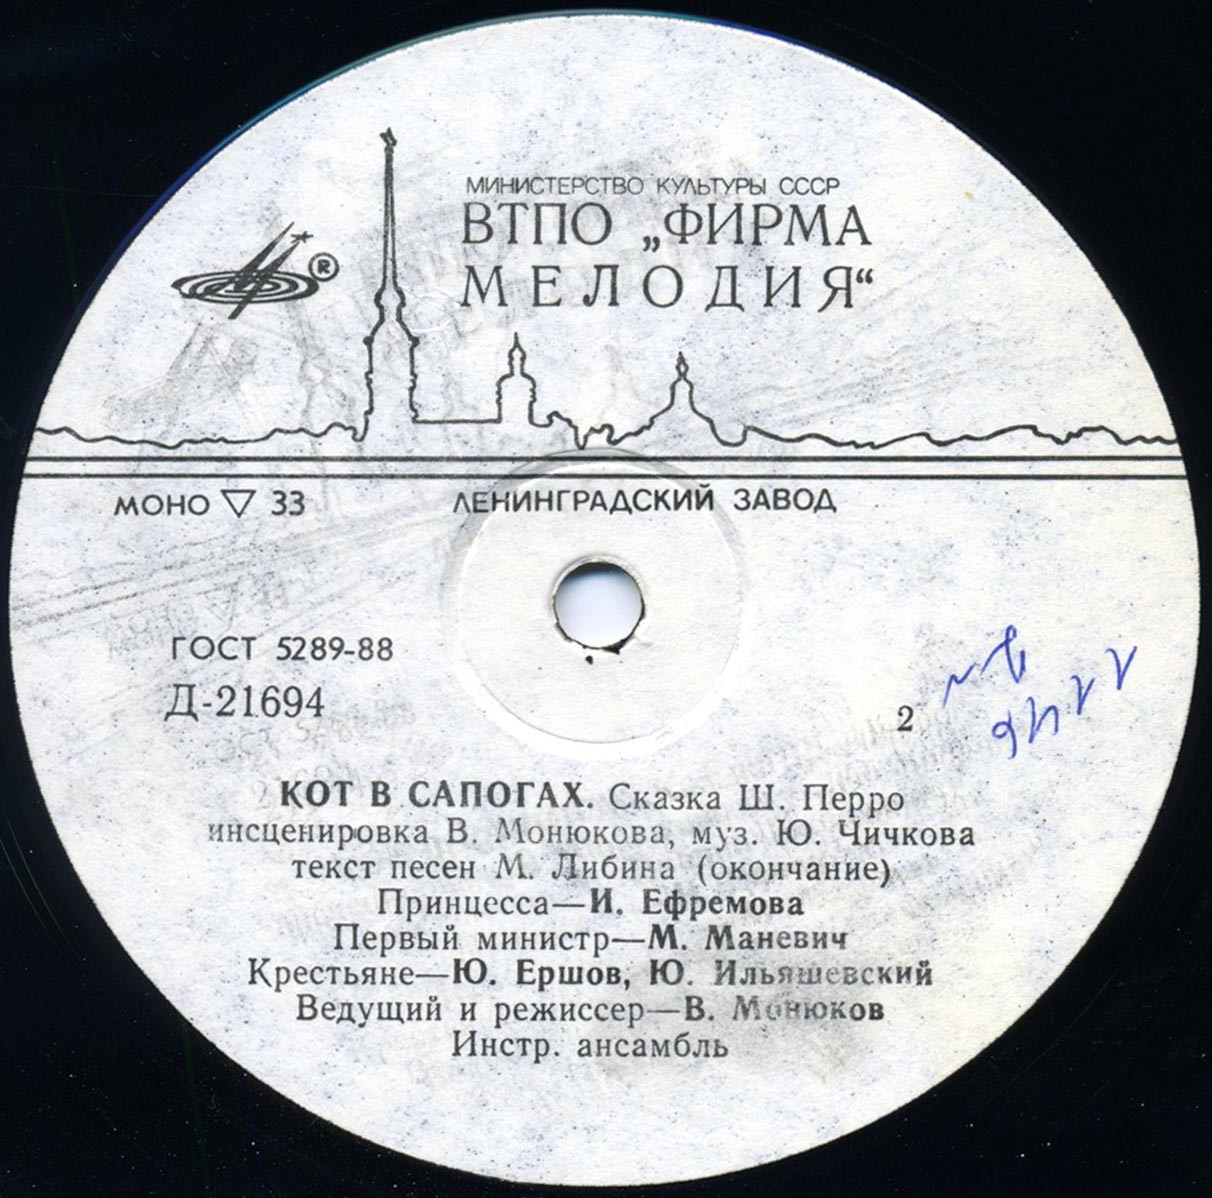 МИНИСТЕРСТВО КУЛЬТУРЫ СССР
ВТПО „ФИРМА
МЕЛОДИЯ“
®
МОНО ▽ 33
ЛЕНИНГРАДСКИЙ ЗАВОД
ГОСТ 5289-88
Д-21694
2
КОТ В САПОГАХ. Сказка Ш. Перро
инсценировка В. Монюкова, муз. Ю. Чичкова
текст песен М. Либина (окончание)
Принцесса—И. Ефремова
Первый министр—М. Маневич
Крестьяне—Ю. Ершов, Ю. Ильяшевский
Ведущий и режиссер—В. Монюков
Инстр. ансамбль